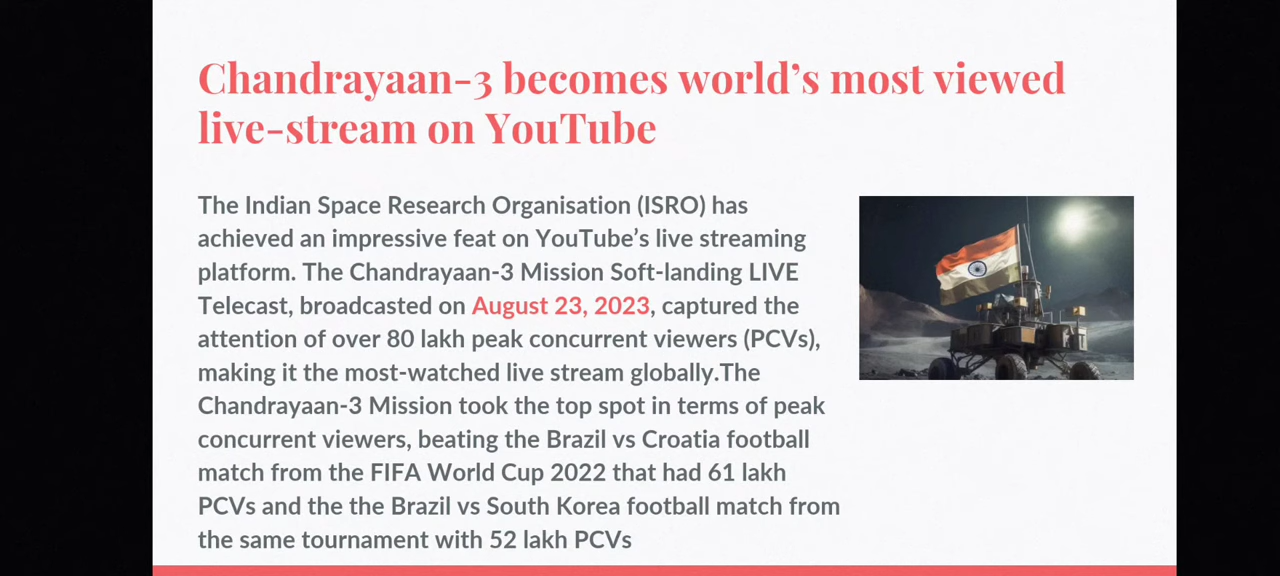 Chandrayaan-3 becomes world’s most viewed
live-stream on YouTube
The Indian Space Research Organisation (ISRO) has
achieved an impressive feat on YouTube’s live streaming
platform. The Chandrayaan-3 Mission Soft-landing LIVE
Telecast, broadcasted on August 23, 2023, captured the
attention of over 80 lakh peak concurrent viewers (PCVs),
making it the most-watched live stream globally.The
Chandrayaan-3 Mission took the top spot in terms of peak
concurrent viewers, beating the Brazil vs Croatia football
match from the FIFA World Cup 2022 that had 61 lakh
PCVs and the the Brazil vs South Korea football match from
the same tournament with 52 lakh PCVs